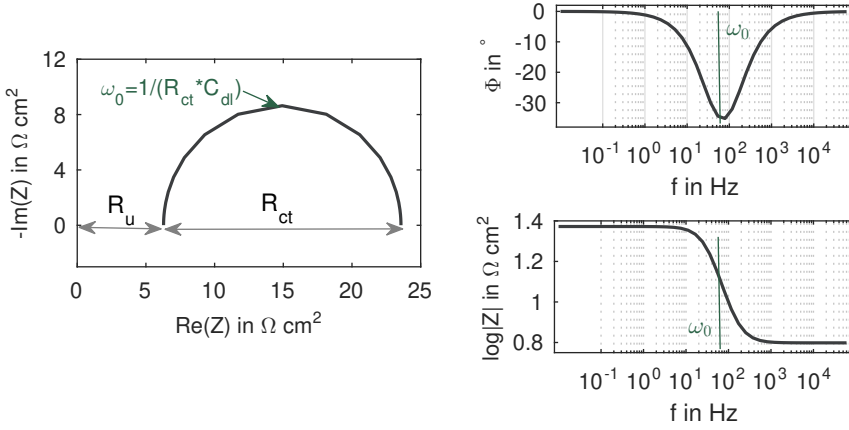 12
8
4
0
-Im(Z) in Ω cm²
ω₀=1/(R_ct*C_dl)
R_u
R_ct
0 5 10 15 20 25
Re(Z) in Ω cm²
0
-10
-20
-30
Φ in °
ω₀
10⁻¹ 10⁰ 10¹ 10² 10³ 10⁴
f in Hz
1.4
1.2
1
0.8
log|Z| in Ω cm²
ω₀
10⁻¹ 10⁰ 10¹ 10² 10³ 10⁴
f in Hz